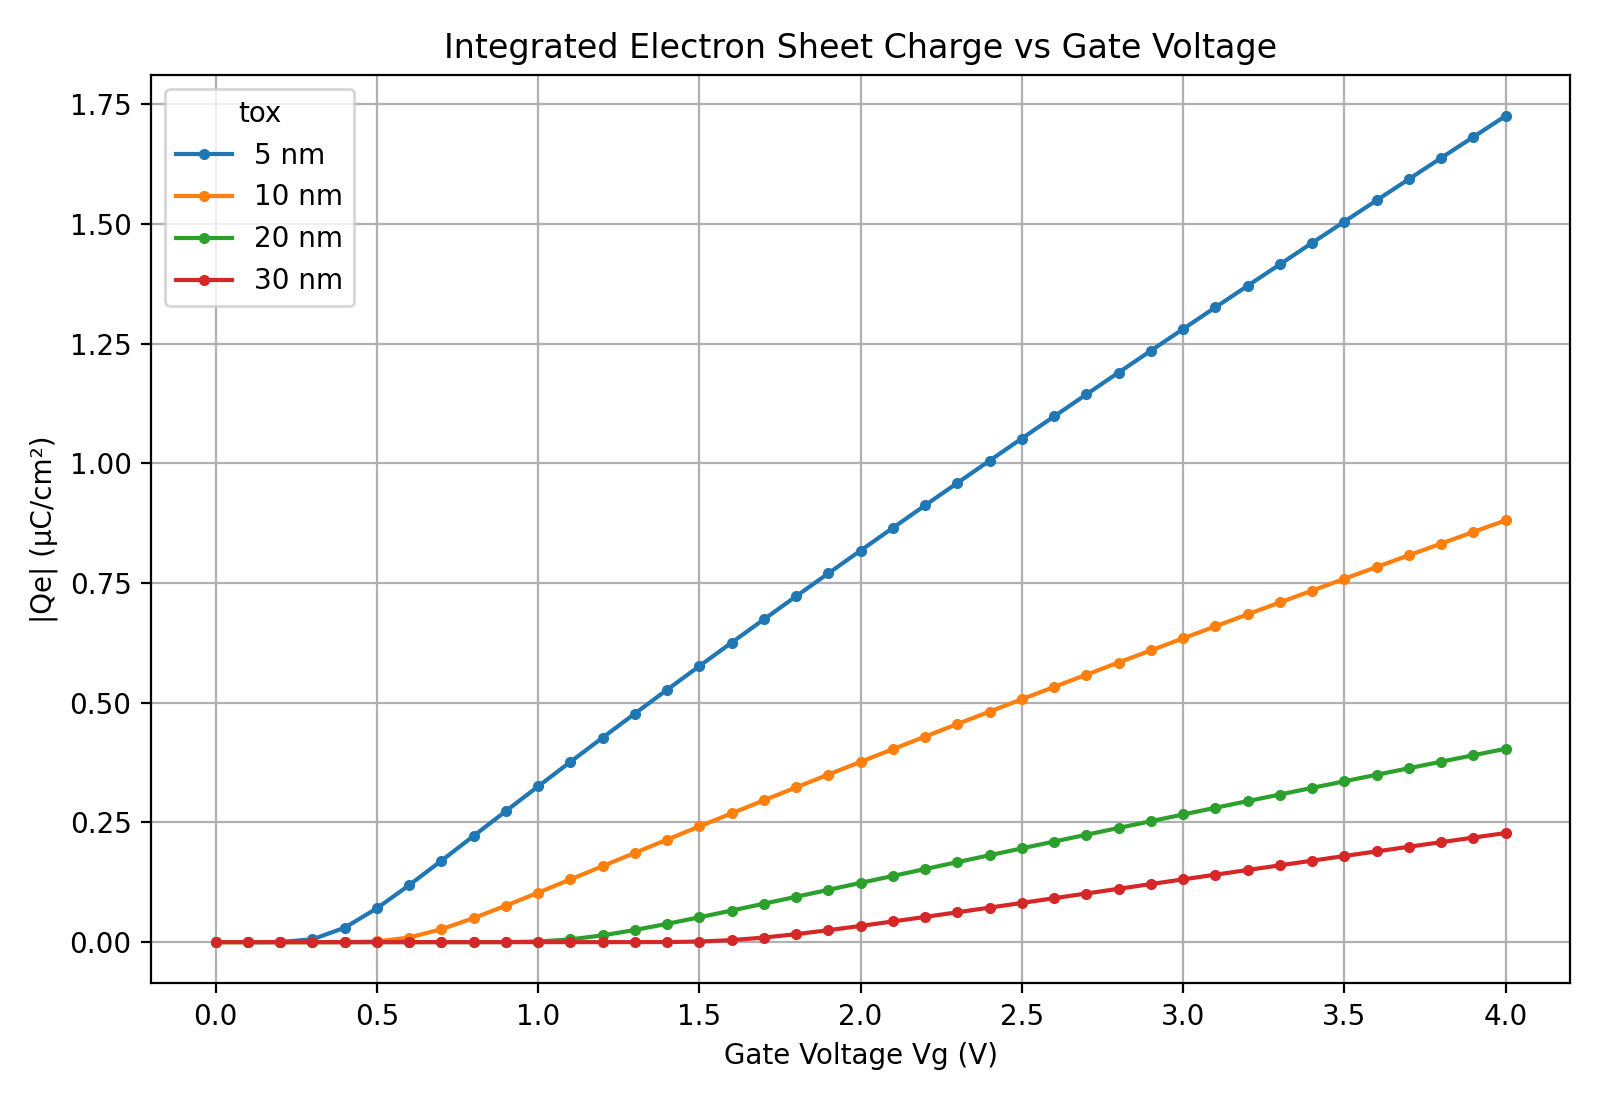 Integrated Electron Sheet Charge vs Gate Voltage
tox
5 nm
10 nm
20 nm
30 nm
|Qe| (µC/cm²)
1.75
1.50
1.25
1.00
0.75
0.50
0.25
0.00
0.0 0.5 1.0 1.5 2.0 2.5 3.0 3.5 4.0
Gate Voltage Vg (V)